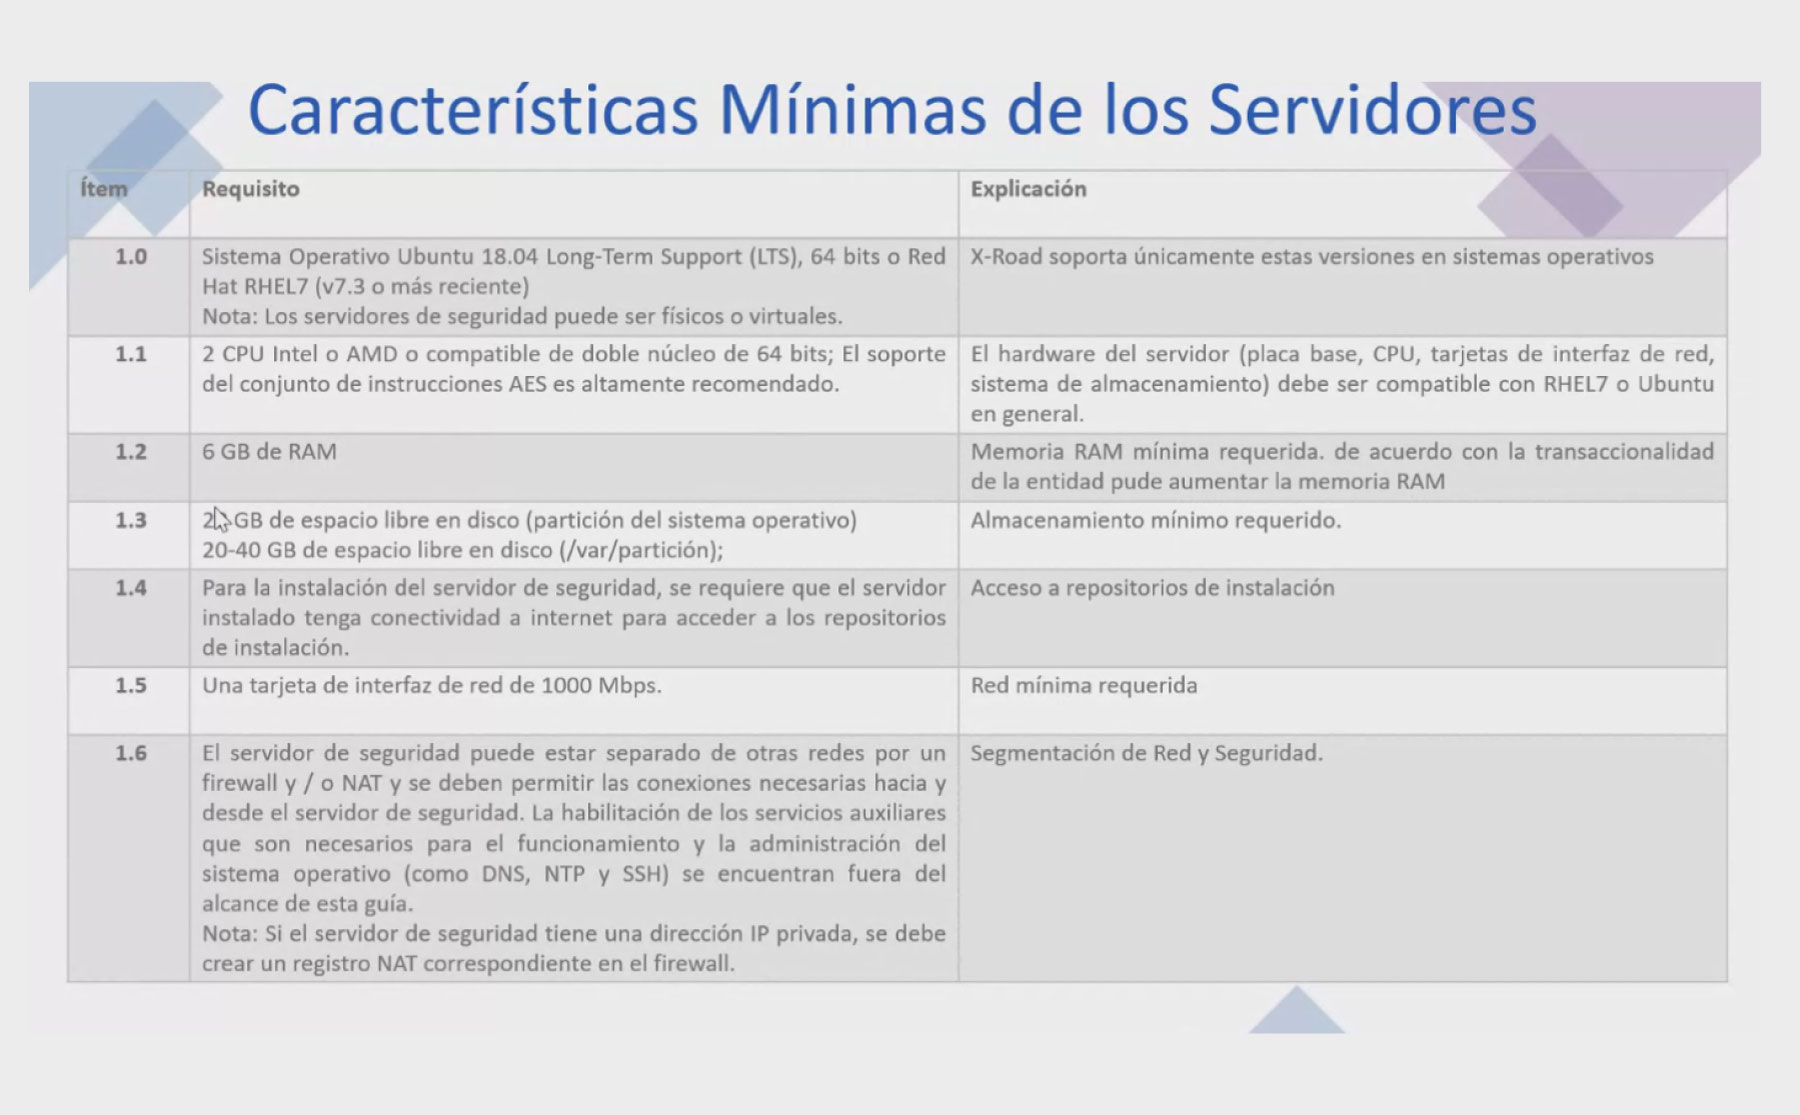 Características Mínimas de los Servidores
Ítem
Requisito
Explicación
1.0
Sistema Operativo Ubuntu 18.04 Long-Term Support (LTS), 64 bits o Red
Hat RHEL7 (v7.3 o más reciente)
Nota: Los servidores de seguridad puede ser físicos o virtuales.
X-Road soporta únicamente estas versiones en sistemas operativos
1.1
2 CPU Intel o AMD o compatible de doble núcleo de 64 bits; El soporte
del conjunto de instrucciones AES es altamente recomendado.
El hardware del servidor (placa base, CPU, tarjetas de interfaz de red,
sistema de almacenamiento) debe ser compatible con RHEL7 o Ubuntu
en general.
1.2
6 GB de RAM
Memoria RAM mínima requerida. de acuerdo con la transaccionalidad
de la entidad pude aumentar la memoria RAM
1.3
GB de espacio libre en disco (partición del sistema operativo)
20-40 GB de espacio libre en disco (/var/partición);
Almacenamiento mínimo requerido.
1.4
Para la instalación del servidor de seguridad, se requiere que el servidor
instalado tenga conectividad a internet para acceder a los repositorios
de instalación.
Acceso a repositorios de instalación
1.5
Una tarjeta de interfaz de red de 1000 Mbps.
Red mínima requerida
1.6
El servidor de seguridad puede estar separado de otras redes por un
firewall y / o NAT y se deben permitir las conexiones necesarias hacia y
desde el servidor de seguridad. La habilitación de los servicios auxiliares
que son necesarios para el funcionamiento y la administración del
sistema operativo (como DNS, NTP y SSH) se encuentran fuera del
alcance de esta guía.
Nota: Si el servidor de seguridad tiene una dirección IP privada, se debe
crear un registro NAT correspondiente en el firewall.
Segmentación de Red y Seguridad.